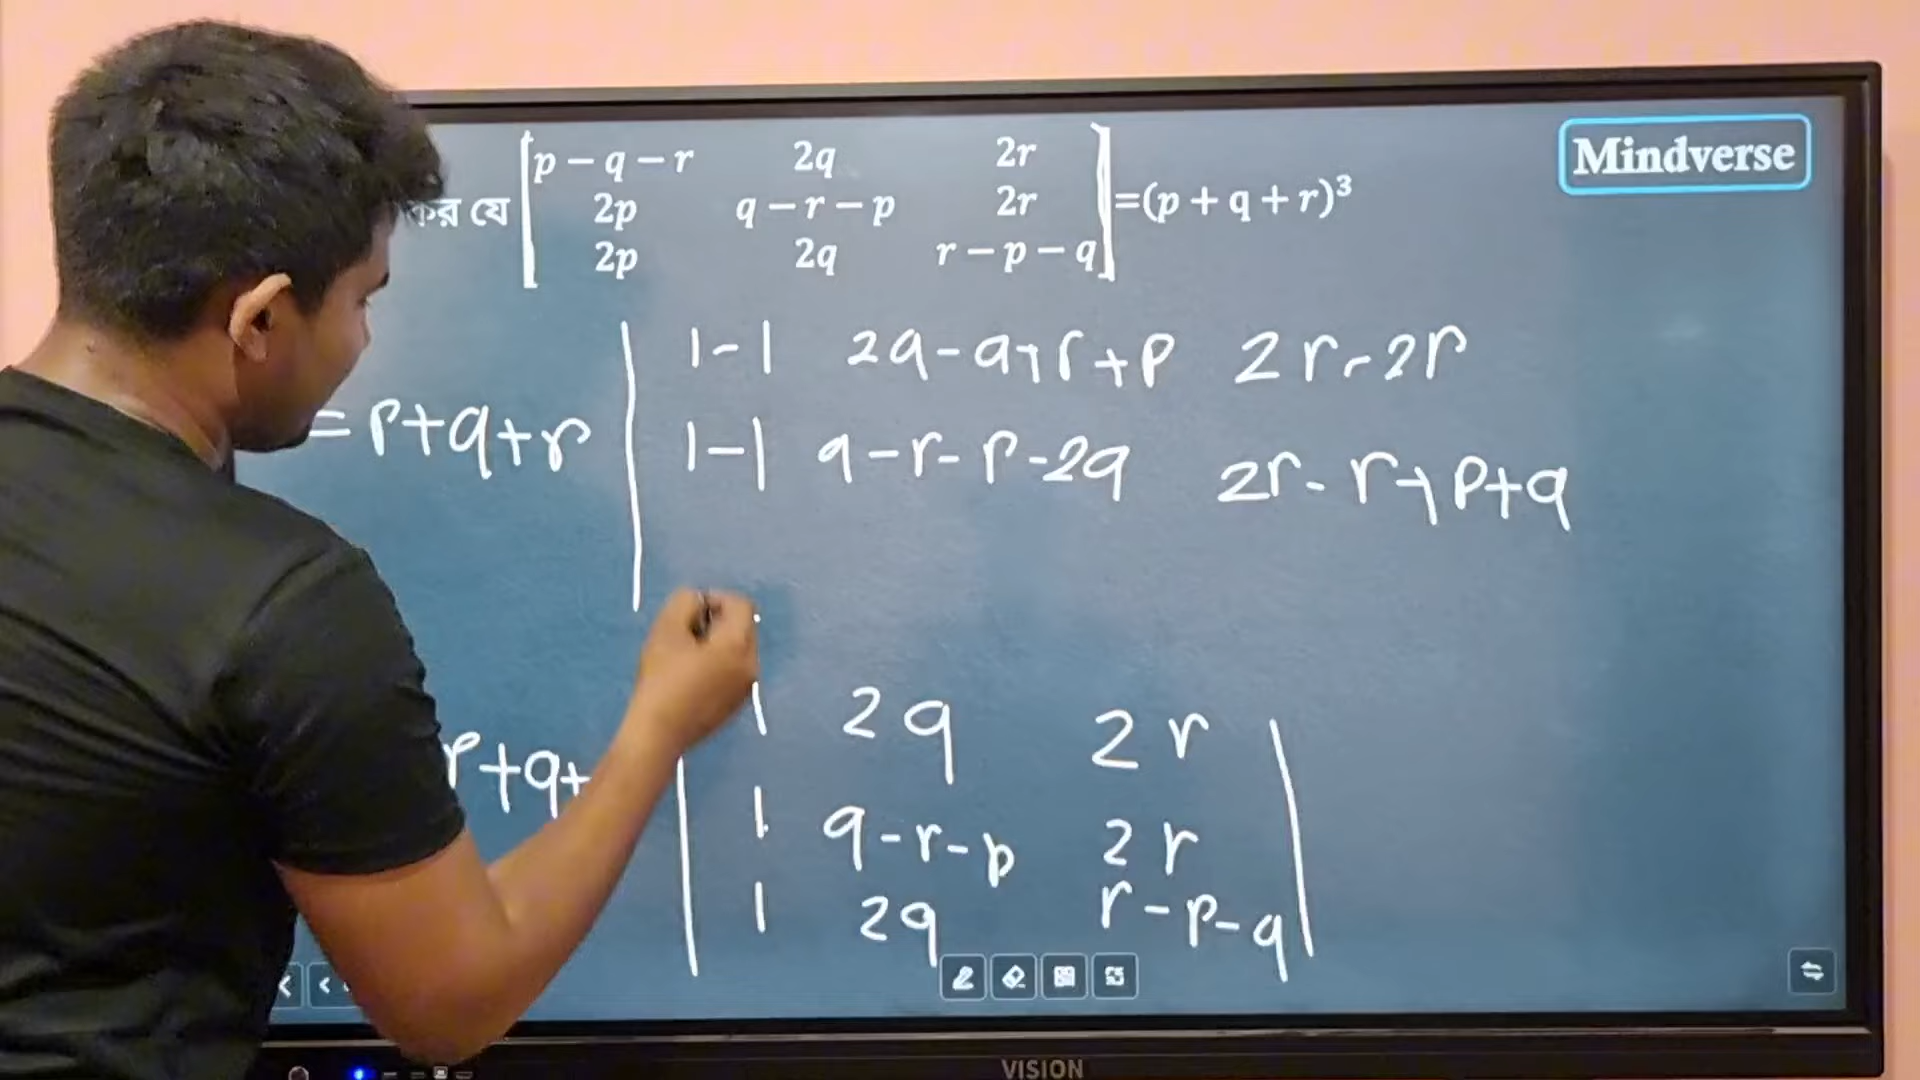 Mindverse
কর যে
p − q − r 2q 2r
2p q − r − p 2r
2p 2q r − p − q
=(p + q + r)³
1-1 2q-q+r+p 2r-2r
= p+q+r
1-1 q-r-p-2q 2r-r+p+q
1 2q 2r
p+q+
1 q-r-p 2r
1 2q r-p-q
VISION